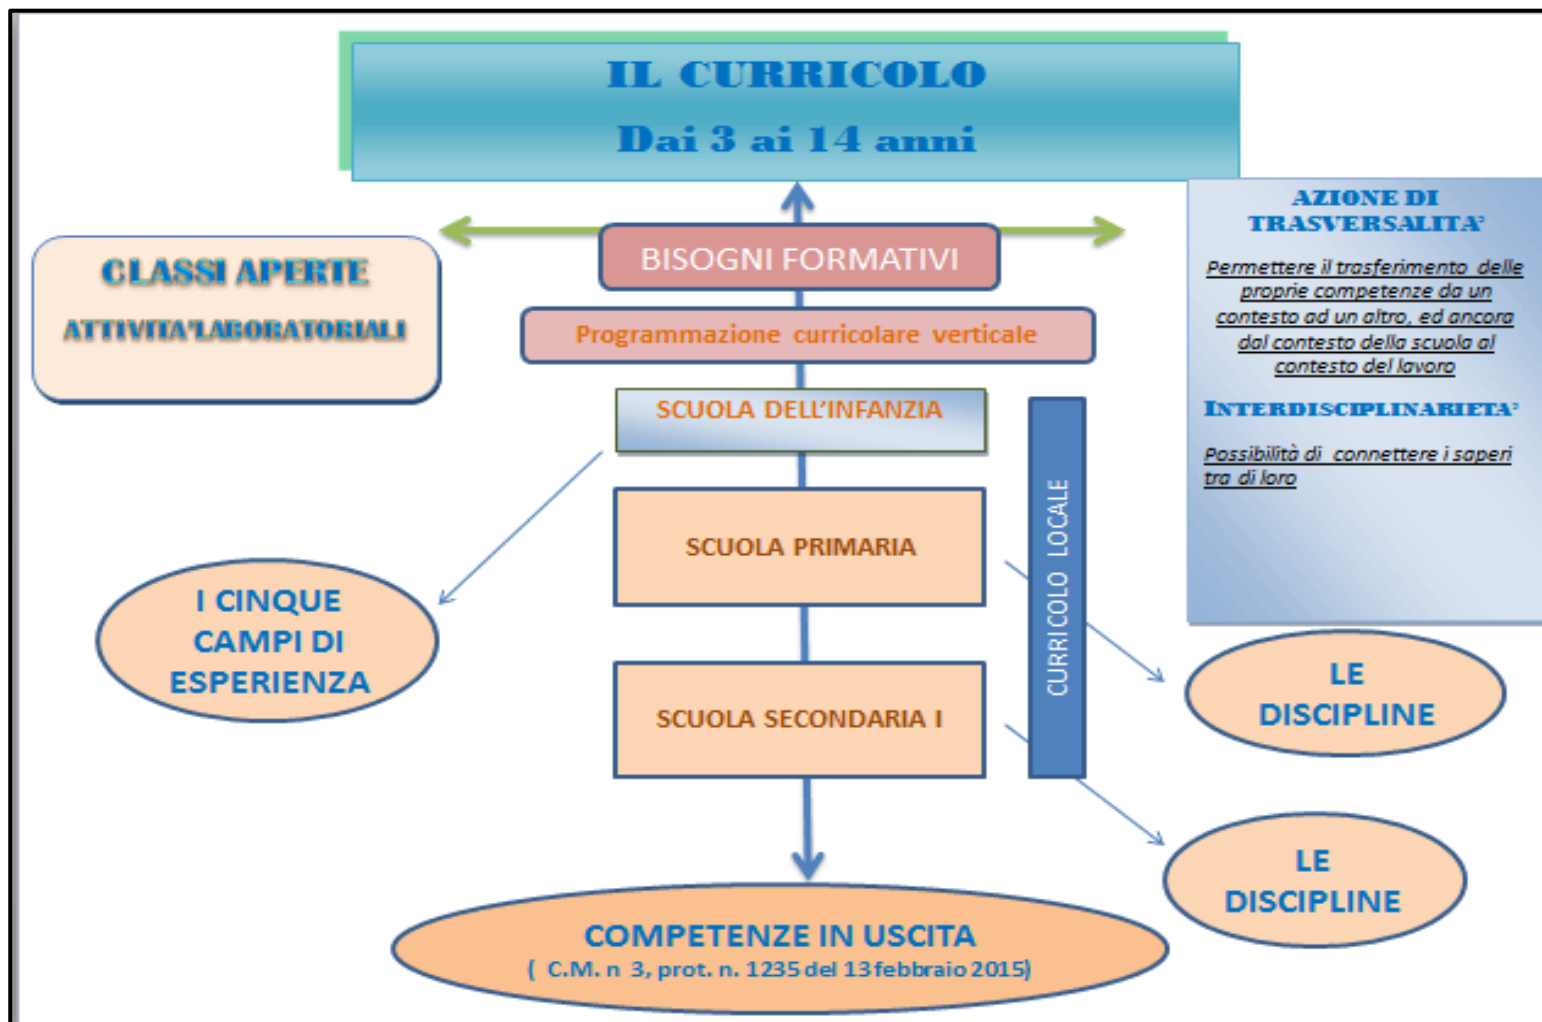 IL CURRICOLO
Dai 3 ai 14 anni
BISOGNI FORMATIVI
CLASSI APERTE
ATTIVITA'LABORATORIALI
Programmazione curricolare verticale
AZIONE DI
TRASVERSALITA'
Permettere il trasferimento delle
proprie competenze da un
contesto ad un altro, ed ancora
dal contesto della scuola al
contesto del lavoro
INTERDISCIPLINARIETA'
Possibilità di connettere i saperi
tra di loro
SCUOLA DELL'INFANZIA
SCUOLA PRIMARIA
SCUOLA SECONDARIA I
CURRICOLO LOCALE
I CINQUE
CAMPI DI
ESPERIENZA
LE
DISCIPLINE
LE
DISCIPLINE
COMPETENZE IN USCITA
( C.M. n 3, prot. n. 1235 del 13 febbraio 2015)